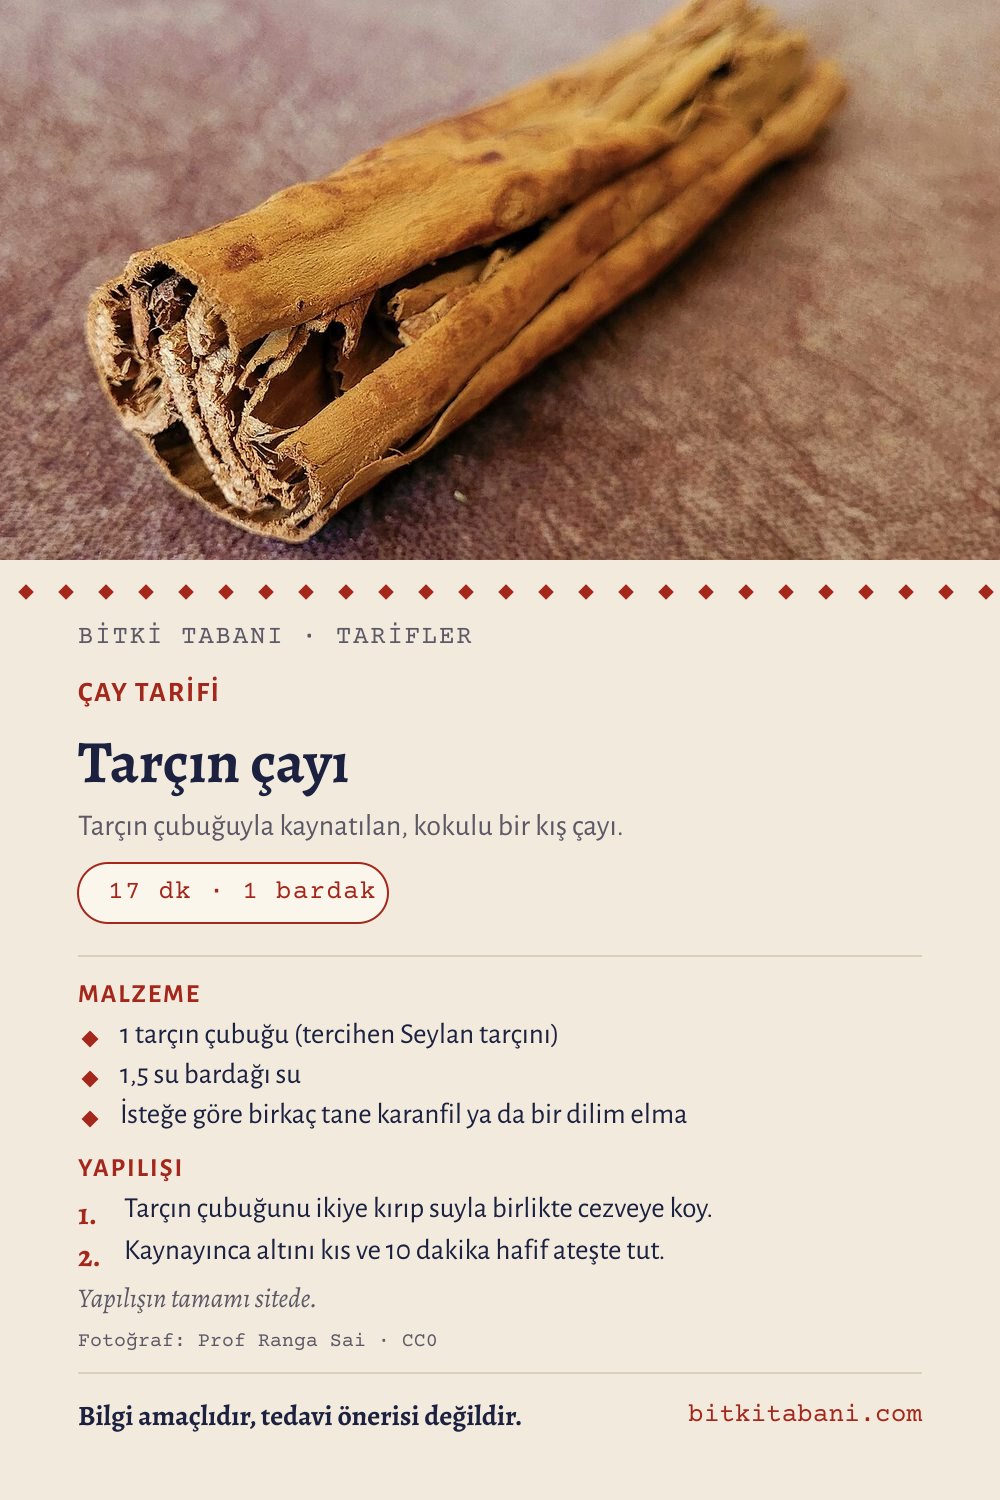 BİTKİ TABANI · TARİFLER
ÇAY TARİFİ
Tarçın çayı
Tarçın çubuğuyla kaynatılan, kokulu bir kış çayı.
17 dk · 1 bardak
MALZEME
1 tarçın çubuğu (tercihen Seylan tarçını)
1,5 su bardağı su
İsteğe göre birkaç tane karanfil ya da bir dilim elma
YAPILIŞI
1. Tarçın çubuğunu ikiye kırıp suyla birlikte cezveye koy.
2. Kaynayınca altını kıs ve 10 dakika hafif ateşte tut.
Yapılışın tamamı sitede.
Fotoğraf: Prof Ranga Sai · CC0
Bilgi amaçlıdır, tedavi önerisi değildir.
bitkitabani.com